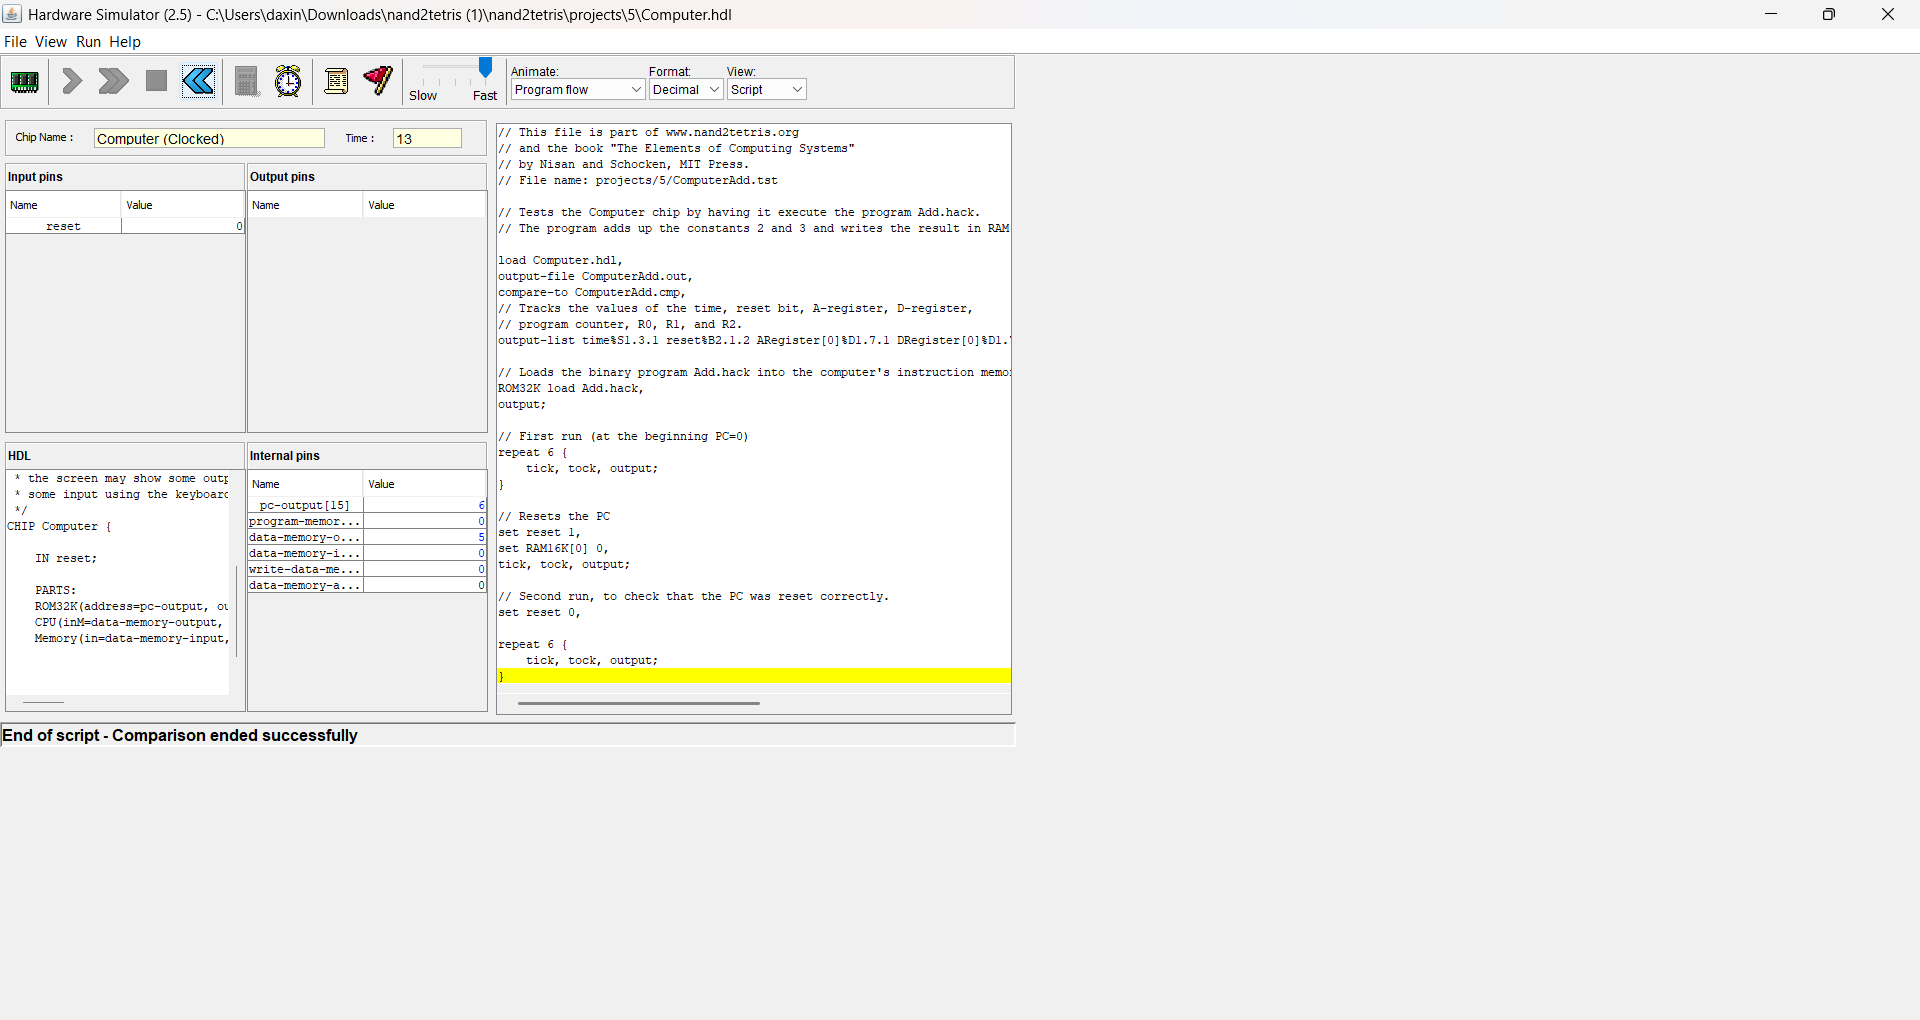 Hardware Simulator (2.5) - C:\Users\daxin\Downloads\nand2tetris (1)\nand2tetris\projects\5\Computer.hdl
File View Run Help
Slow Fast
Animate:
Program flow
Format:
Decimal
View:
Script
Chip Name :
Computer (Clocked)
Time :
13
Input pins
Name Value
reset 0
Output pins
Name Value
HDL
* the screen may show some outp
* some input using the keyboard
*/
CHIP Computer {
IN reset;
PARTS:
ROM32K(address=pc-output, ou
CPU(inM=data-memory-output,
Memory(in=data-memory-input,
Internal pins
Name Value
pc-output[15] 6
program-memor... 0
data-memory-o... 5
data-memory-i... 0
write-data-me... 0
data-memory-a... 0
// This file is part of www.nand2tetris.org
// and the book "The Elements of Computing Systems"
// by Nisan and Schocken, MIT Press.
// File name: projects/5/ComputerAdd.tst
// Tests the Computer chip by having it execute the program Add.hack.
// The program adds up the constants 2 and 3 and writes the result in RAM
load Computer.hdl,
output-file ComputerAdd.out,
compare-to ComputerAdd.cmp,
// Tracks the values of the time, reset bit, A-register, D-register,
// program counter, R0, R1, and R2.
output-list time%S1.3.1 reset%B2.1.2 ARegister[0]%D1.7.1 DRegister[0]%D1.
// Loads the binary program Add.hack into the computer's instruction memo
ROM32K load Add.hack,
output;
// First run (at the beginning PC=0)
repeat 6 {
tick, tock, output;
}
// Resets the PC
set reset 1,
set RAM16K[0] 0,
tick, tock, output;
// Second run, to check that the PC was reset correctly.
set reset 0,
repeat 6 {
tick, tock, output;
}
End of script - Comparison ended successfully